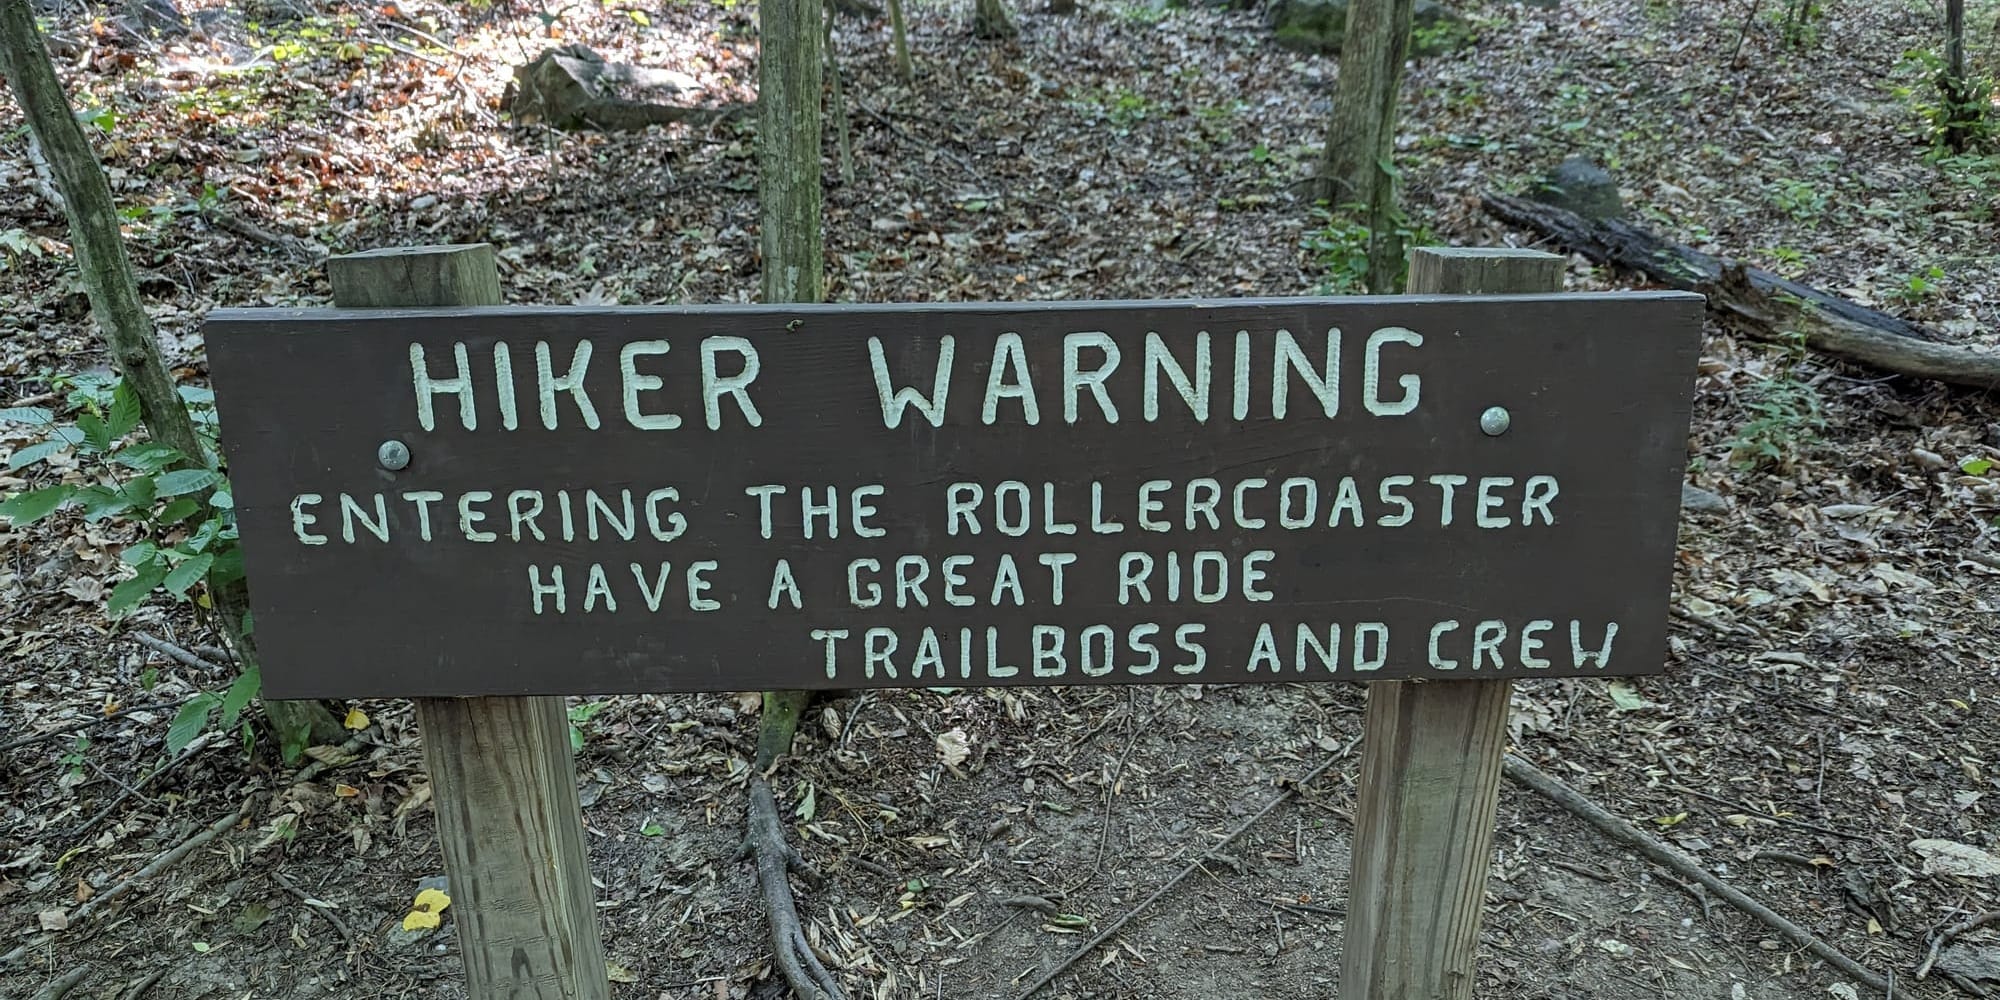 HIKER WARNING
ENTERING THE ROLLERCOASTER
HAVE A GREAT RIDE
TRAILBOSS AND CREW